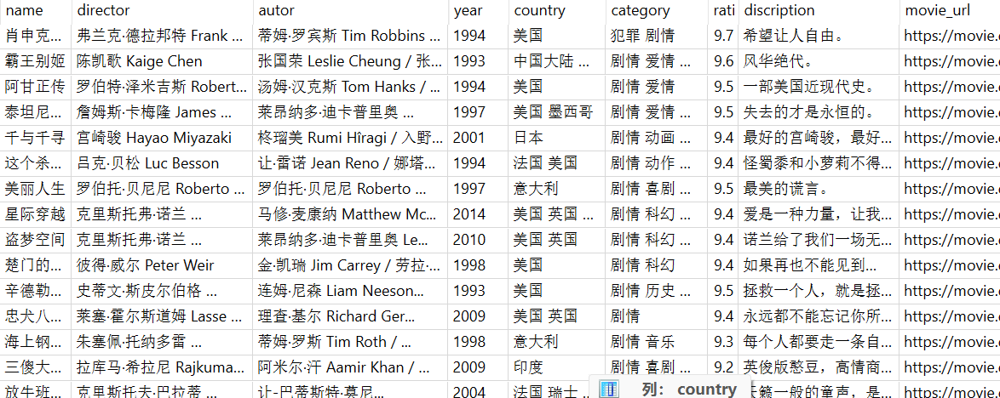 name director autor year country category rati discription movie_url
肖申克... 弗兰克·德拉邦特 Frank ... 蒂姆·罗宾斯 Tim Robbins ... 1994 美国 犯罪 剧情 9.7 希望让人自由。 https://movie.
霸王别姬 陈凯歌 Kaige Chen 张国荣 Leslie Cheung / 张... 1993 中国大陆 ... 剧情 爱情 ... 9.6 风华绝代。 https://movie.
阿甘正传 罗伯特·泽米吉斯 Robert... 汤姆·汉克斯 Tom Hanks / ... 1994 美国 剧情 爱情 9.5 一部美国近现代史。 https://movie.
泰坦尼... 詹姆斯·卡梅隆 James ... 莱昂纳多·迪卡普里奥 ... 1997 美国 墨西哥 剧情 爱情 ... 9.5 失去的才是永恒的。 https://movie.
千与千寻 宫崎骏 Hayao Miyazaki 柊瑠美 Rumi Hîragi / 入野... 2001 日本 剧情 动画 ... 9.4 最好的宫崎骏，最好... https://movie.
这个杀... 吕克·贝松 Luc Besson 让·雷诺 Jean Reno / 娜塔... 1994 法国 美国 剧情 动作 ... 9.4 怪蜀黍和小萝莉不得... https://movie.
美丽人生 罗伯托·贝尼尼 Roberto ... 罗伯托·贝尼尼 Roberto ... 1997 意大利 剧情 喜剧 ... 9.5 最美的谎言。 https://movie.
星际穿越 克里斯托弗·诺兰 ... 马修·麦康纳 Matthew Mc... 2014 美国 英国 ... 剧情 科幻 ... 9.4 爱是一种力量，让我... https://movie.
盗梦空间 克里斯托弗·诺兰 ... 莱昂纳多·迪卡普里奥 Le... 2010 美国 英国 剧情 科幻 ... 9.4 诺兰给了我们一场无... https://movie.
楚门的... 彼得·威尔 Peter Weir 金·凯瑞 Jim Carrey / 劳拉·... 1998 美国 剧情 科幻 9.4 如果再也不能见到... https://movie.
辛德勒... 史蒂文·斯皮尔伯格 ... 连姆·尼森 Liam Neeson... 1993 美国 剧情 历史 ... 9.5 拯救一个人，就是拯... https://movie.
忠犬八... 莱塞·霍尔斯道姆 Lasse ... 理查·基尔 Richard Ger... 2009 美国 英国 剧情 9.4 永远都不能忘记你所... https://movie.
海上钢... 朱塞佩·托纳多雷 ... 蒂姆·罗斯 Tim Roth / ... 1998 意大利 剧情 音乐 9.3 每个人都要走一条自... https://movie.
三傻大... 拉库马·希拉尼 Rajkuma... 阿米尔·汗 Aamir Khan / ... 2009 印度 剧情 喜剧 ... 9.2 英俊版憨豆，高情商... https://movie.
放牛班... 克里斯托夫·巴拉蒂 ... 让-巴蒂斯特·莫尼... 2004 法国 瑞士 籁一般的童声，是... https://movie.
列： country